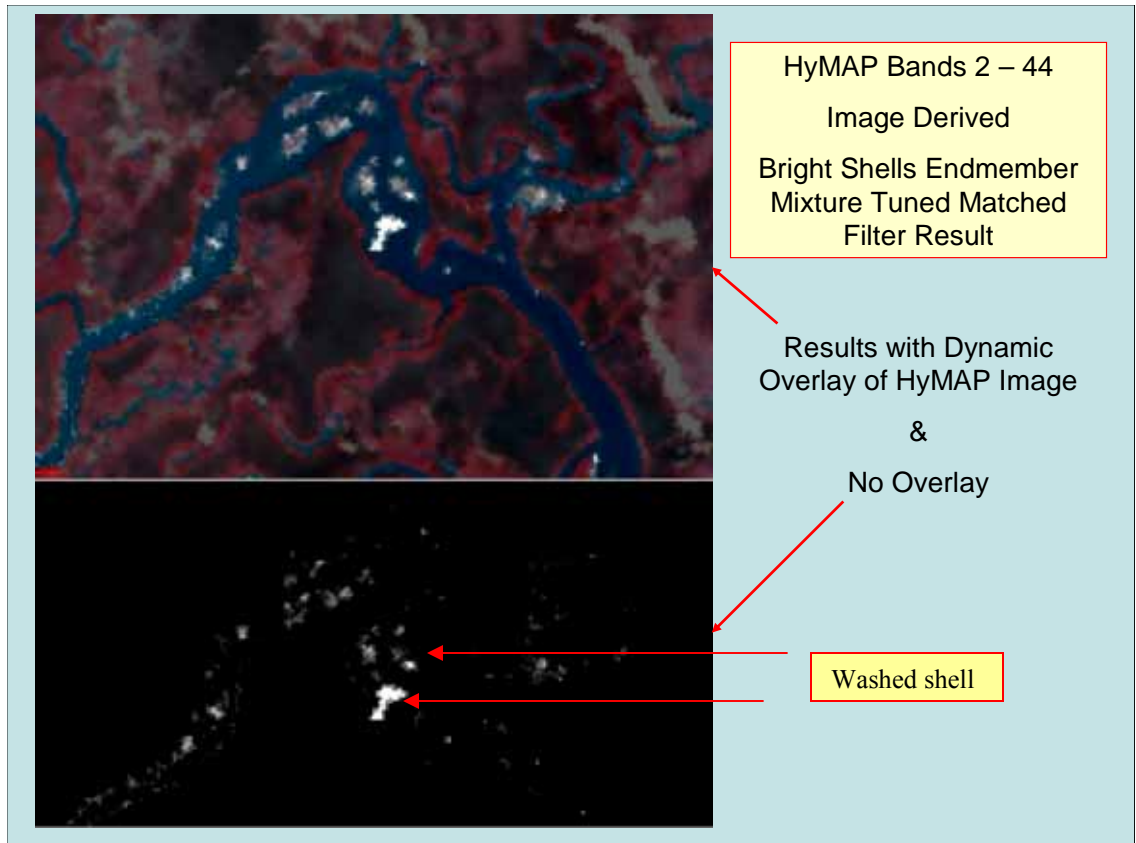 HyMAP Bands 2 – 44
Image Derived
Bright Shells Endmember
Mixture Tuned Matched
Filter Result
Results with Dynamic
Overlay of HyMAP Image
&
No Overlay
Washed shell